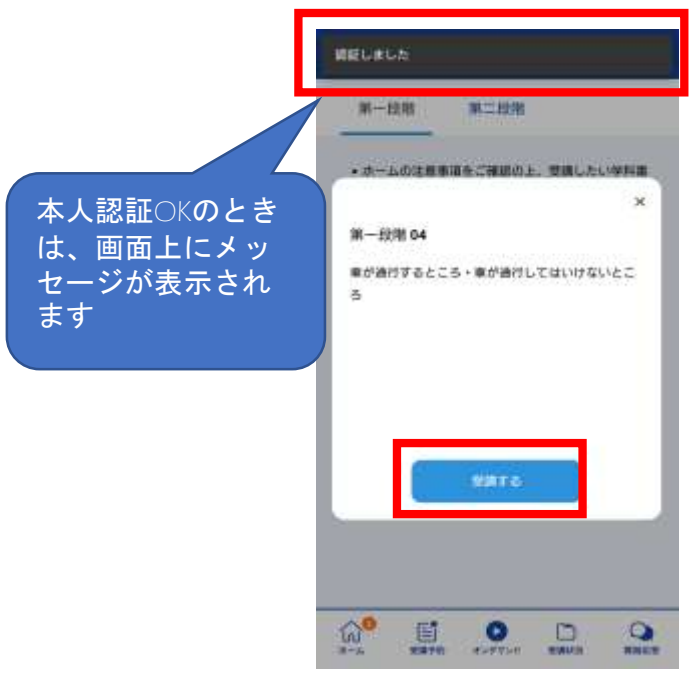 認証しました
第一段階 第二段階
• ホームの注意事項をご確認の上、受講したい学科書
×
第一段階 04
車が通行するところ・車が通行してはいけないとこ
ろ
受講する
本人認証OKのとき
は、画面上にメッ
セージが表示され
ます
ホーム 受講予約 オンデマンド 受講状況